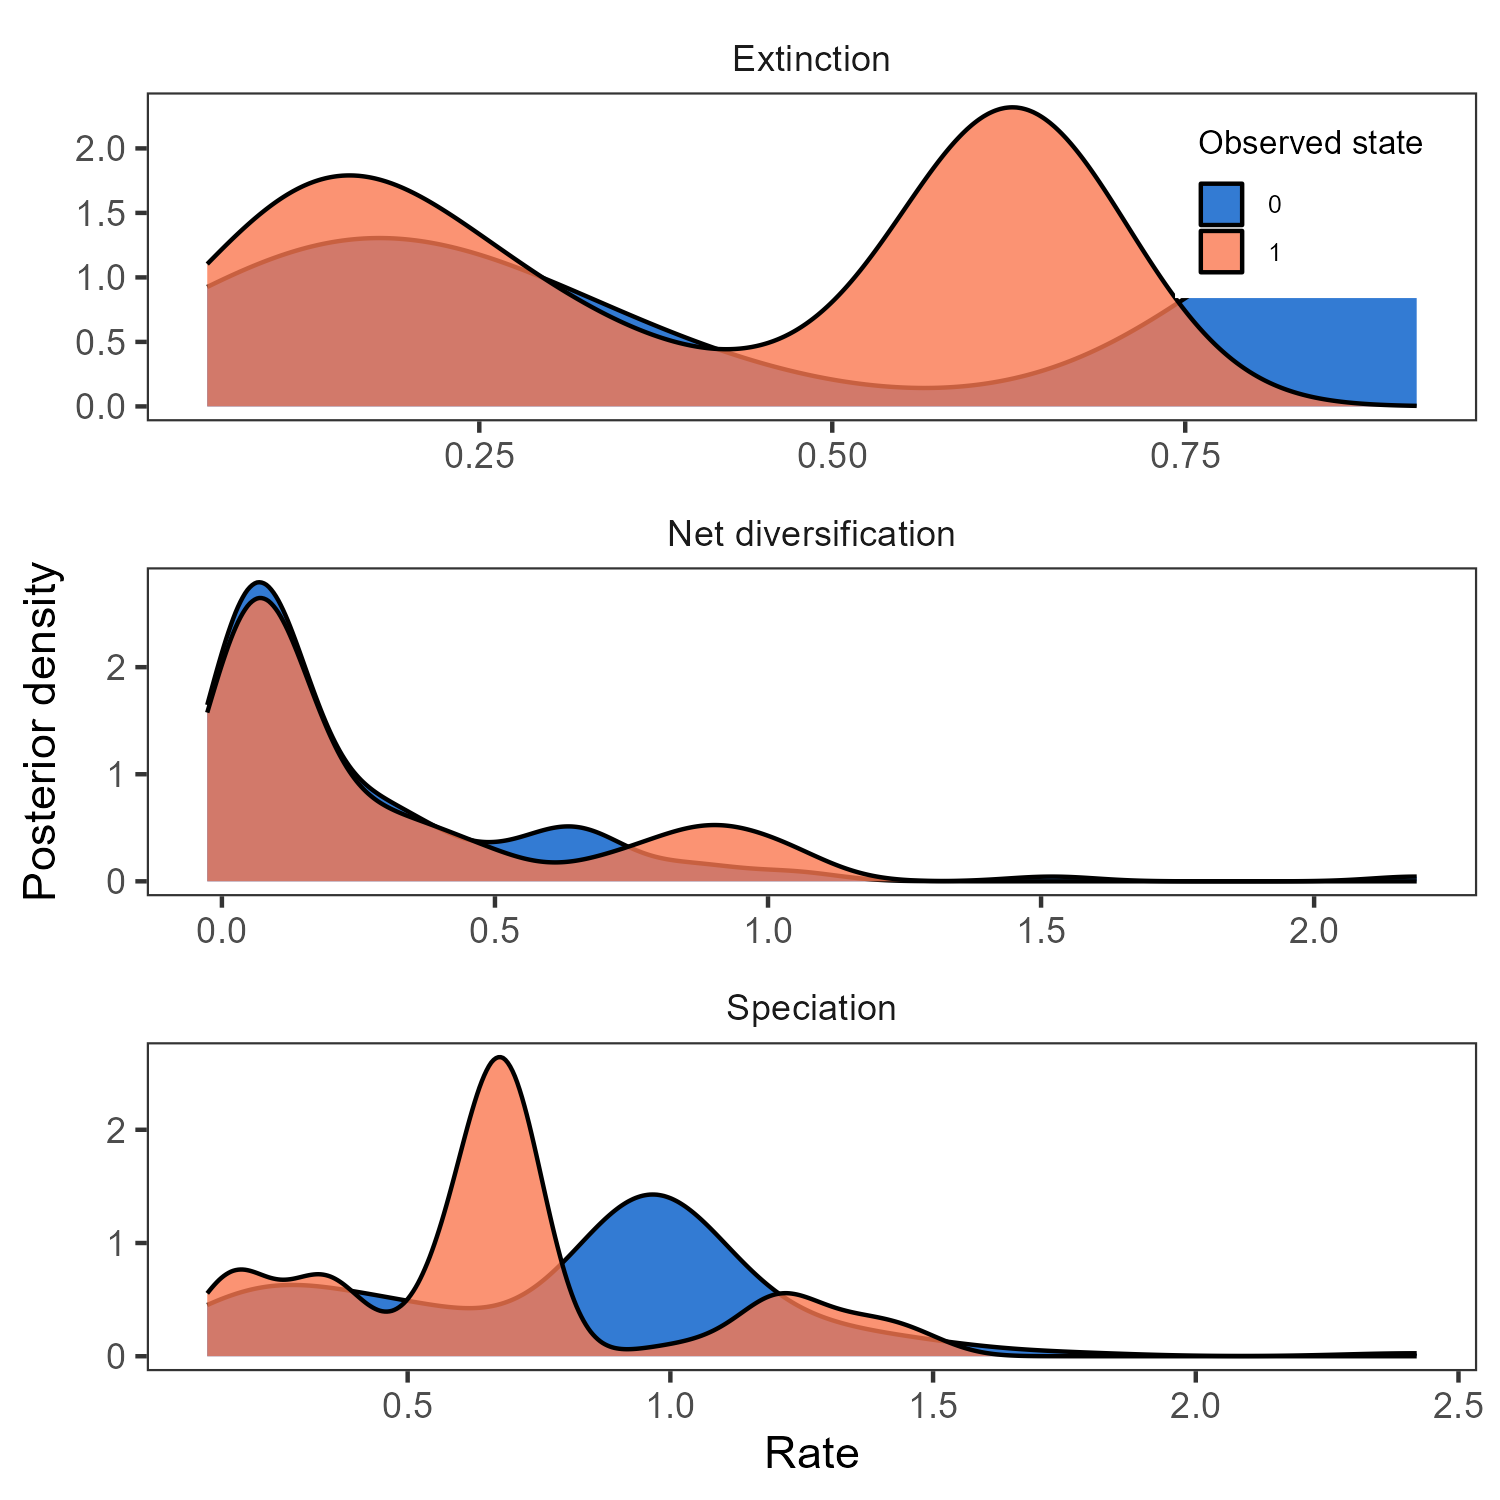 Extinction
Observed state
0
1
2.0
1.5
1.0
0.5
0.0
0.25 0.50 0.75
Net diversification
Posterior density
2
1
0
0.0 0.5 1.0 1.5 2.0
Speciation
2
1
0
0.5 1.0 1.5 2.0 2.5
Rate